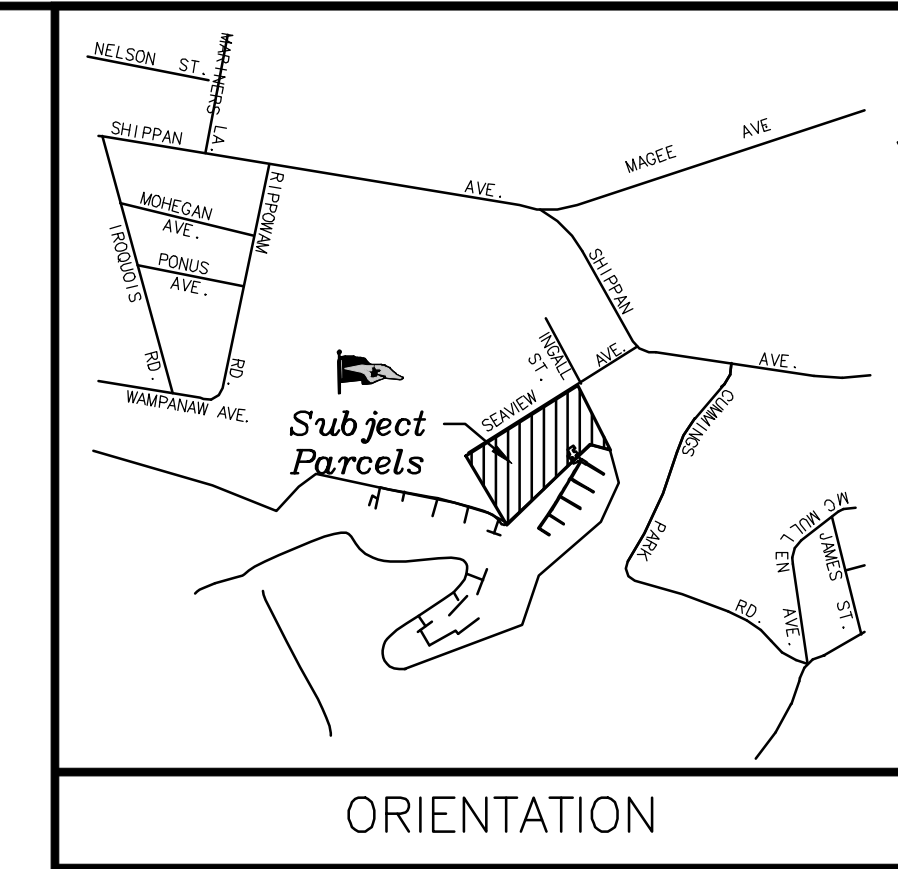 NELSON ST.
MARINERS LA.
SHIPPAN AVE.
MAGEE AVE
MOHEGAN
AVE.
RIPPOWAM RD.
IROQUOIS RD.
PONUS
AVE.
SHIPPAN
INGALL
ST.
SEAVIEW AVE.
AVE.
WAMPANAW AVE.
CUMMINGS PARK RD.
Subject
Parcels
MC MULLEN AVE.
JAMES ST.
ORIENTATION